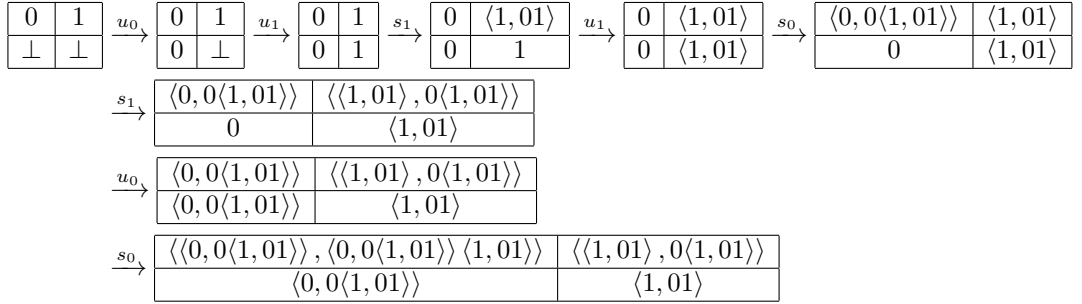 0 1 u₀ 0 1 u₁ 0 1 s₁ 0 ⟨1, 01⟩ u₁ 0 ⟨1, 01⟩ s₀ ⟨0, 0⟨1, 01⟩⟩ ⟨1, 01⟩
⊥ ⊥ → 0 ⊥ → 0 1 → 0 1 → 0 ⟨1, 01⟩ → 0 ⟨1, 01⟩
s₁ ⟨0, 0⟨1, 01⟩⟩ ⟨⟨1, 01⟩ , 0⟨1, 01⟩⟩
→ 0 ⟨1, 01⟩
u₀ ⟨0, 0⟨1, 01⟩⟩ ⟨⟨1, 01⟩ , 0⟨1, 01⟩⟩
→ ⟨0, 0⟨1, 01⟩⟩ ⟨1, 01⟩
s₀ ⟨⟨0, 0⟨1, 01⟩⟩ , ⟨0, 0⟨1, 01⟩⟩ ⟨1, 01⟩⟩ ⟨⟨1, 01⟩ , 0⟨1, 01⟩⟩
→ ⟨0, 0⟨1, 01⟩⟩ ⟨1, 01⟩